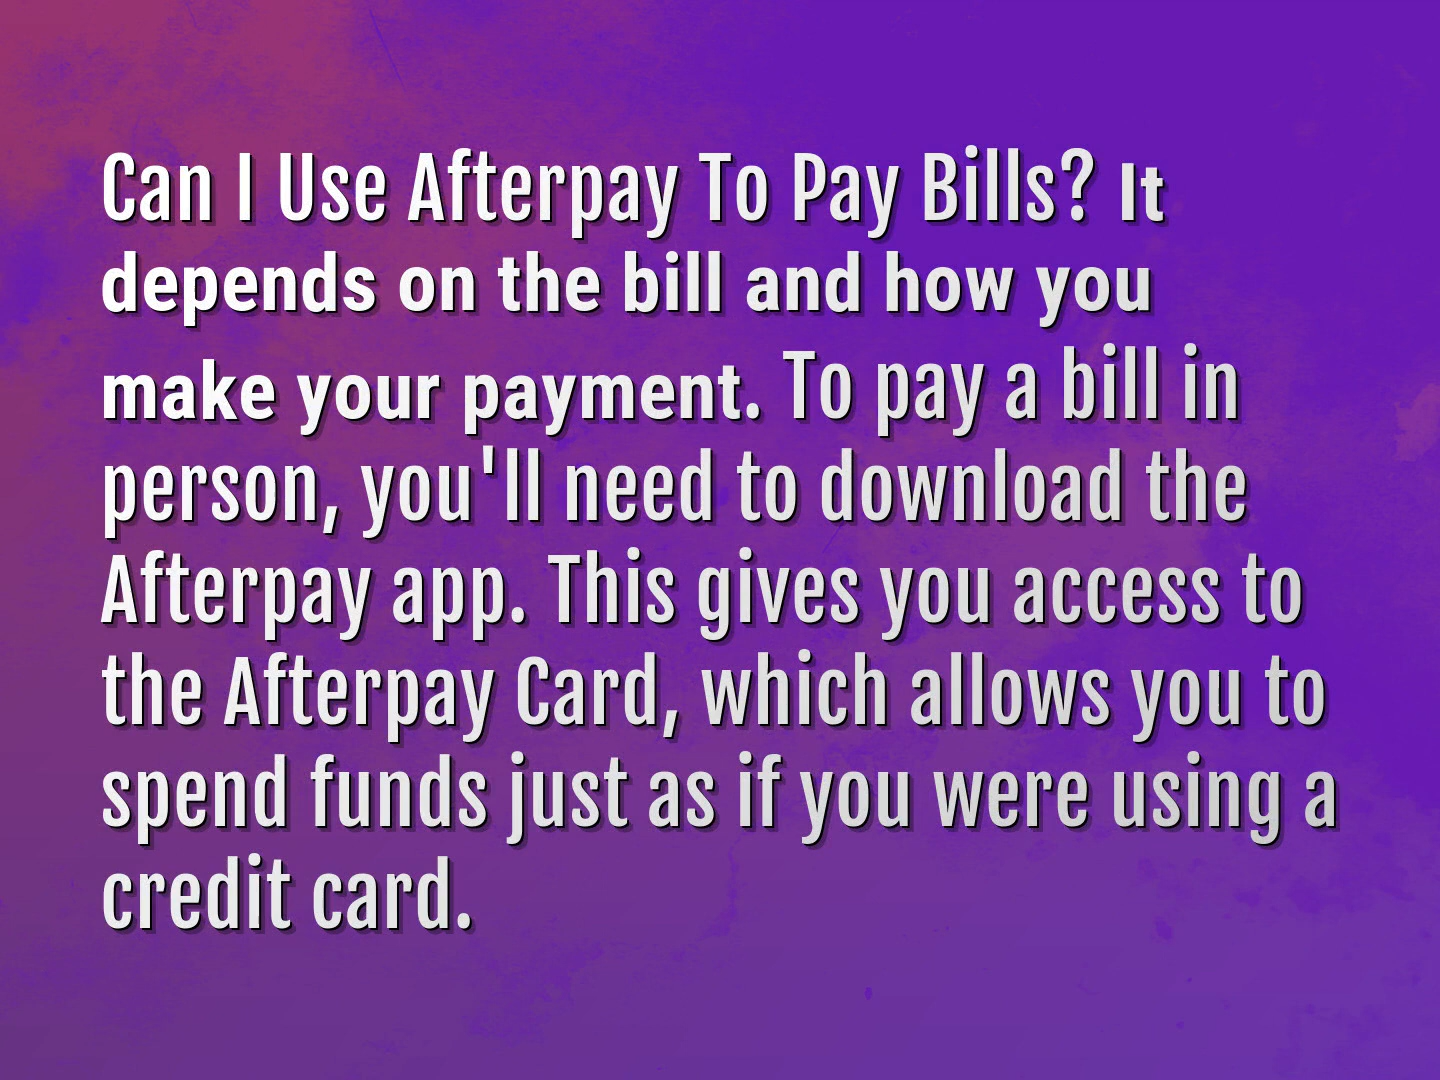 Can I Use Afterpay To Pay Bills? It
depends on the bill and how you
make your payment. To pay a bill in
person, you'll need to download the
Afterpay app. This gives you access to
the Afterpay Card, which allows you to
spend funds just as if you were using a
credit card.